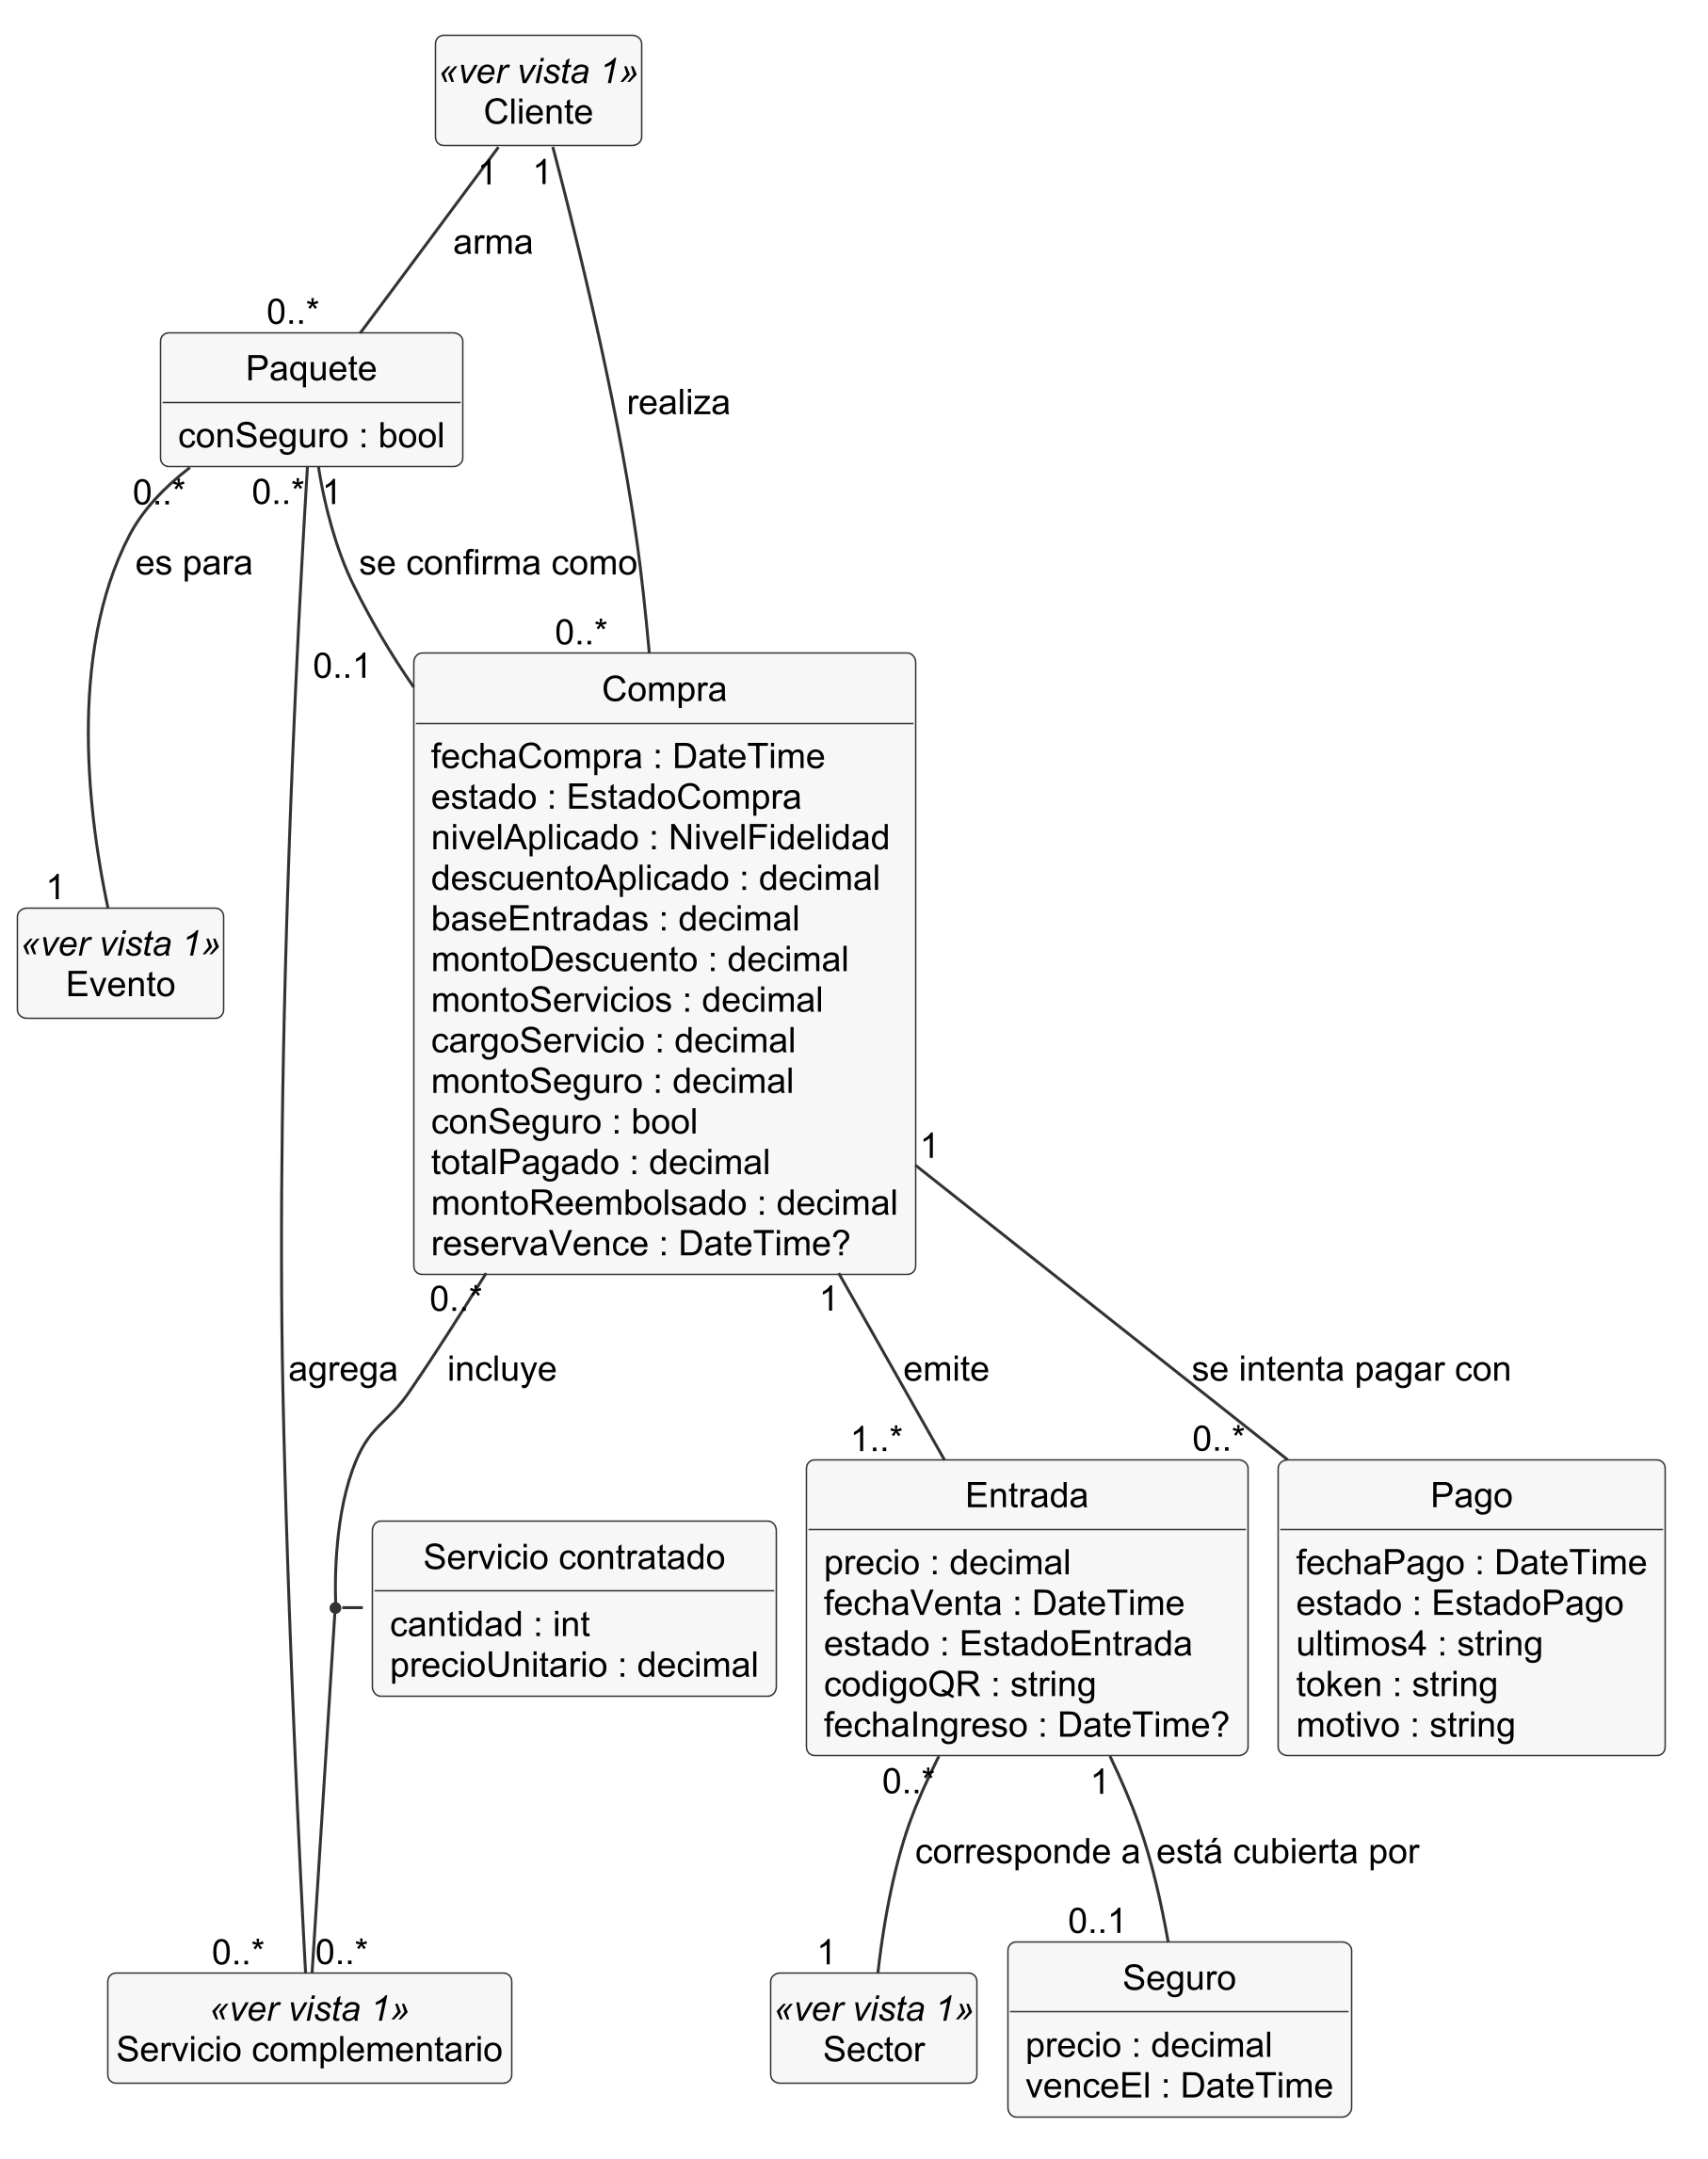 «ver vista 1»
Cliente
1
1
arma
0..*
realiza
Paquete
conSeguro : bool
0..*
0..*
1
es para
se confirma como
0..*
0..1
Compra
fechaCompra : DateTime
estado : EstadoCompra
nivelAplicado : NivelFidelidad
descuentoAplicado : decimal
baseEntradas : decimal
montoDescuento : decimal
montoServicios : decimal
cargoServicio : decimal
montoSeguro : decimal
conSeguro : bool
totalPagado : decimal
montoReembolsado : decimal
reservaVence : DateTime?
1
«ver vista 1»
Evento
1
0..*
1
agrega
incluye
emite
se intenta pagar con
1..*
0..*
Servicio contratado
cantidad : int
precioUnitario : decimal
Entrada
precio : decimal
fechaVenta : DateTime
estado : EstadoEntrada
codigoQR : string
fechaIngreso : DateTime?
Pago
fechaPago : DateTime
estado : EstadoPago
ultimos4 : string
token : string
motivo : string
0..*
1
corresponde a
está cubierta por
0..*
0..*
1
0..1
«ver vista 1»
Servicio complementario
«ver vista 1»
Sector
Seguro
precio : decimal
venceEl : DateTime